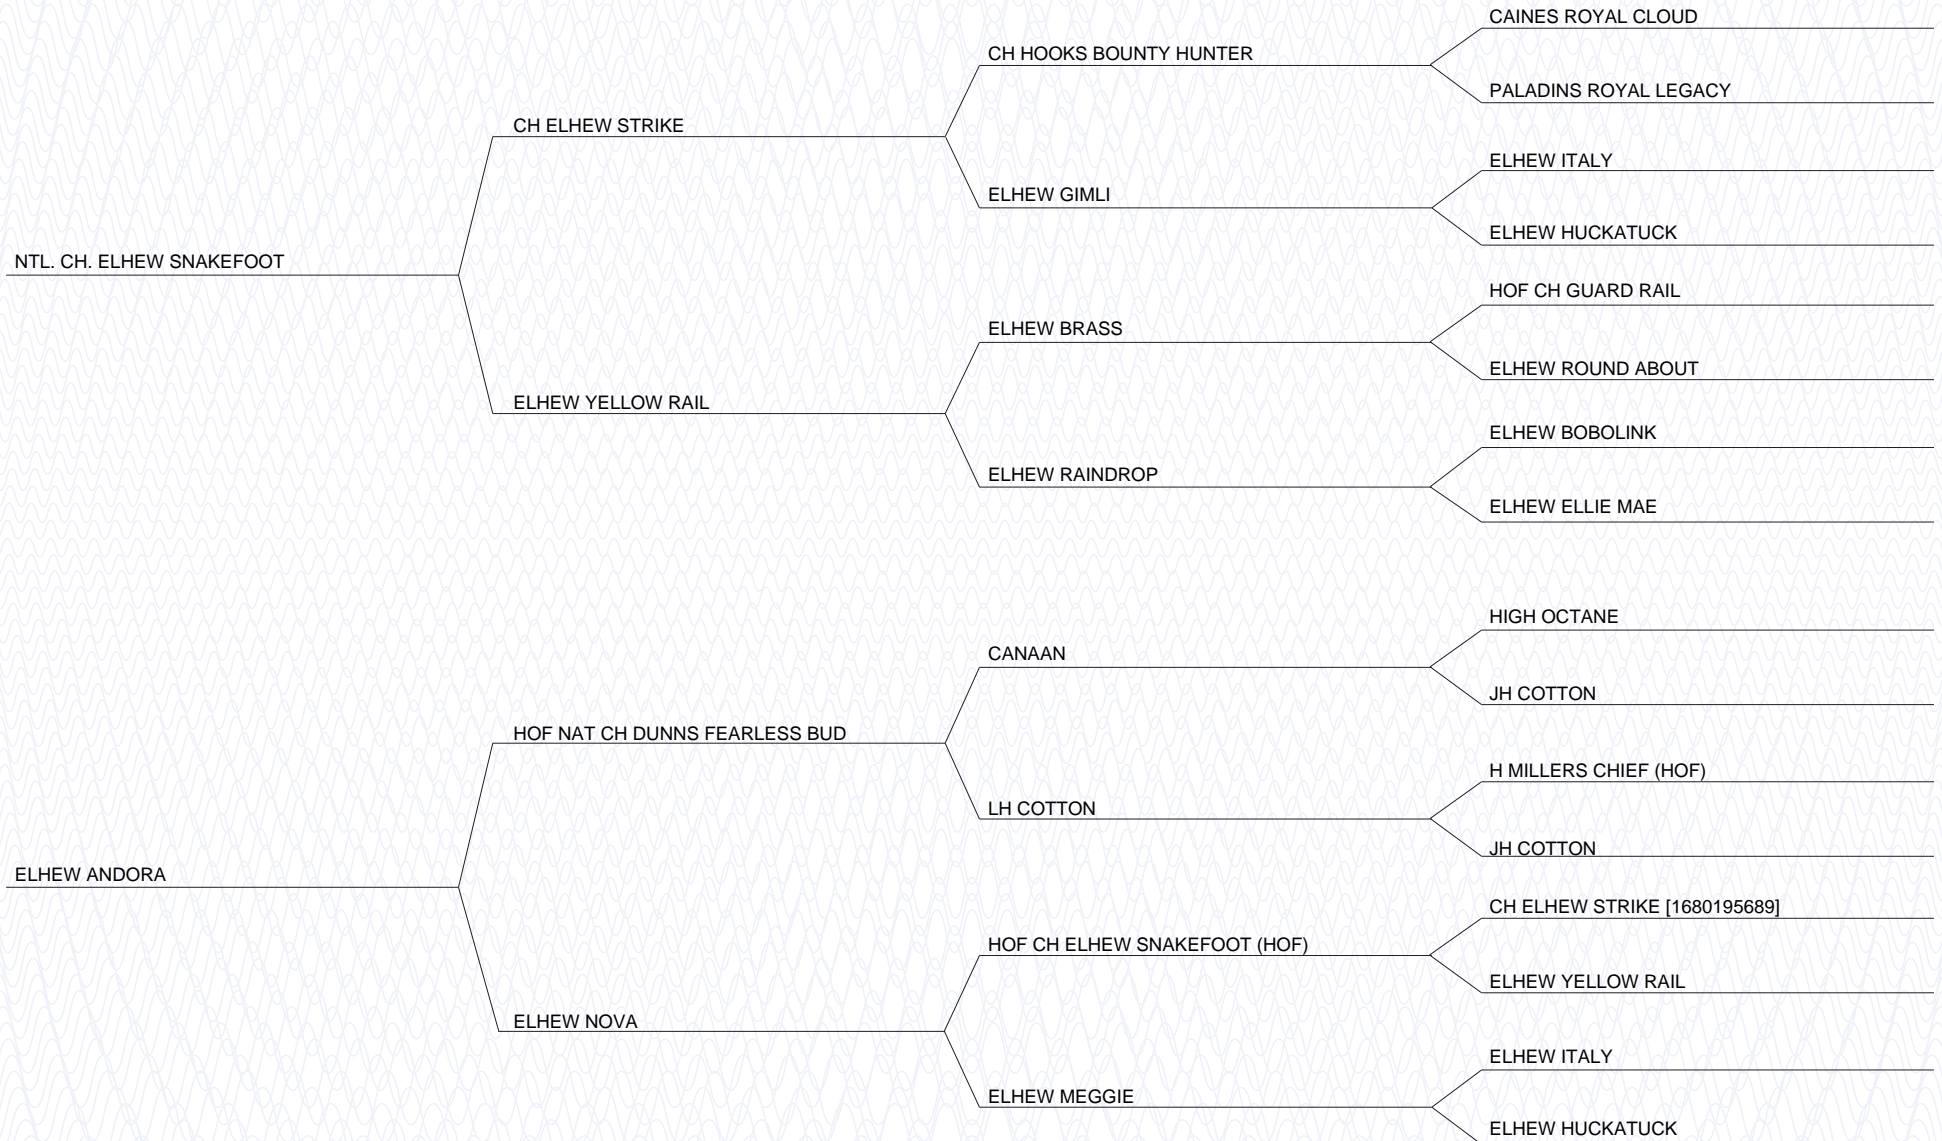 CAINES ROYAL CLOUD
CH HOOKS BOUNTY HUNTER
PALADINS ROYAL LEGACY
CH ELHEW STRIKE
ELHEW ITALY
ELHEW GIMLI
ELHEW HUCKATUCK
NTL. CH. ELHEW SNAKEFOOT
HOF CH GUARD RAIL
ELHEW BRASS
ELHEW ROUND ABOUT
ELHEW YELLOW RAIL
ELHEW BOBOLINK
ELHEW RAINDROP
ELHEW ELLIE MAE
HIGH OCTANE
CANAAN
JH COTTON
HOF NAT CH DUNNS FEARLESS BUD
H MILLERS CHIEF (HOF)
LH COTTON
JH COTTON
ELHEW ANDORA
CH ELHEW STRIKE [1680195689]
HOF CH ELHEW SNAKEFOOT (HOF)
ELHEW YELLOW RAIL
ELHEW NOVA
ELHEW ITALY
ELHEW MEGGIE
ELHEW HUCKATUCK